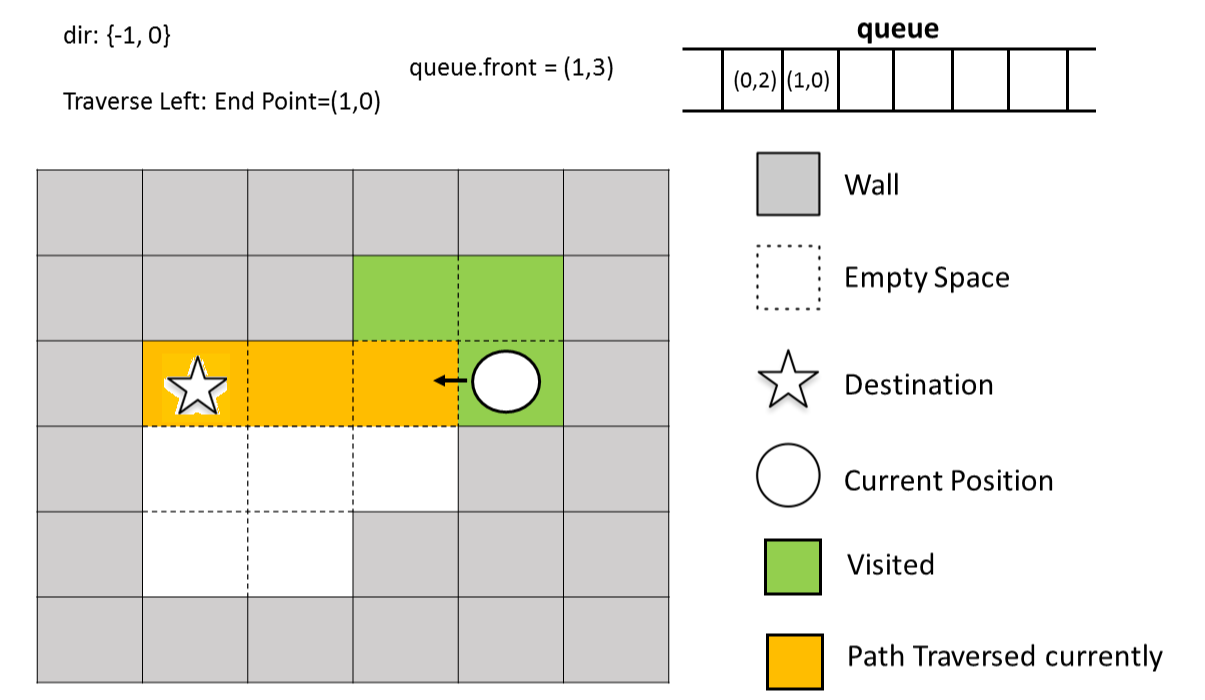 dir: {-1, 0}
queue
queue.front = (1,3)
(0,2) (1,0)
Traverse Left: End Point=(1,0)
Wall
Empty Space
Destination
Current Position
Visited
Path Traversed currently